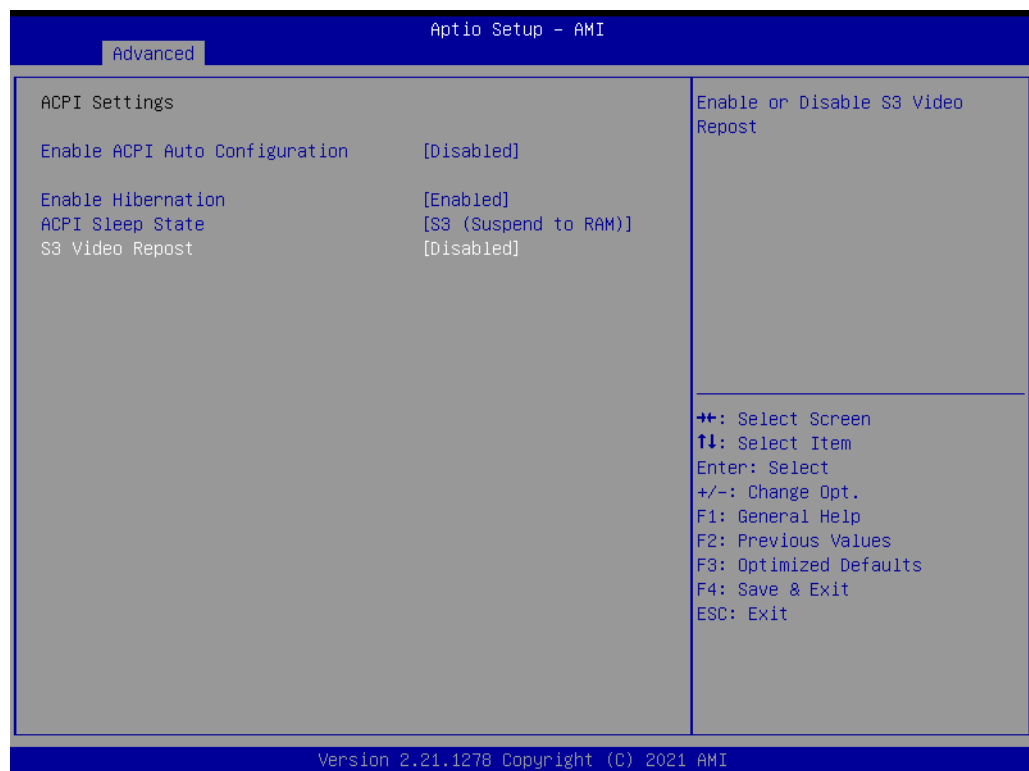 Aptio Setup – AMI
Advanced
ACPI Settings
Enable ACPI Auto Configuration [Disabled]
Enable Hibernation [Enabled]
ACPI Sleep State [S3 (Suspend to RAM)]
S3 Video Repost [Disabled]
Enable or Disable S3 Video
Repost
→←: Select Screen
↑↓: Select Item
Enter: Select
+/-: Change Opt.
F1: General Help
F2: Previous Values
F3: Optimized Defaults
F4: Save & Exit
ESC: Exit
Version 2.21.1278 Copyright (C) 2021 AMI